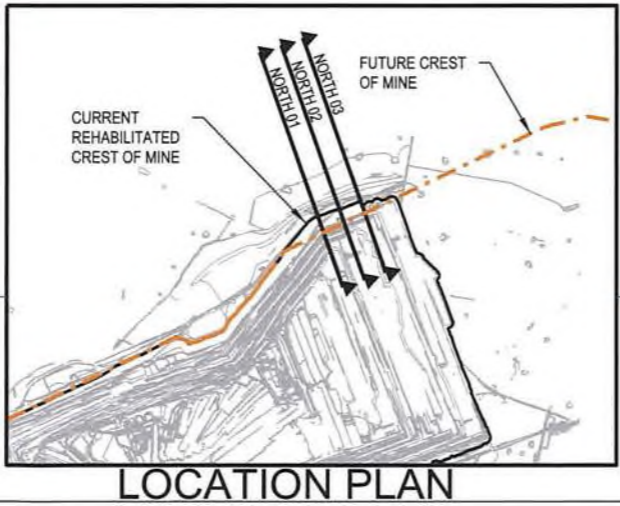 NORTH 01
NORTH 02
NORTH 03
FUTURE CREST
OF MINE
CURRENT
REHABILITATED
CREST OF MINE
LOCATION PLAN